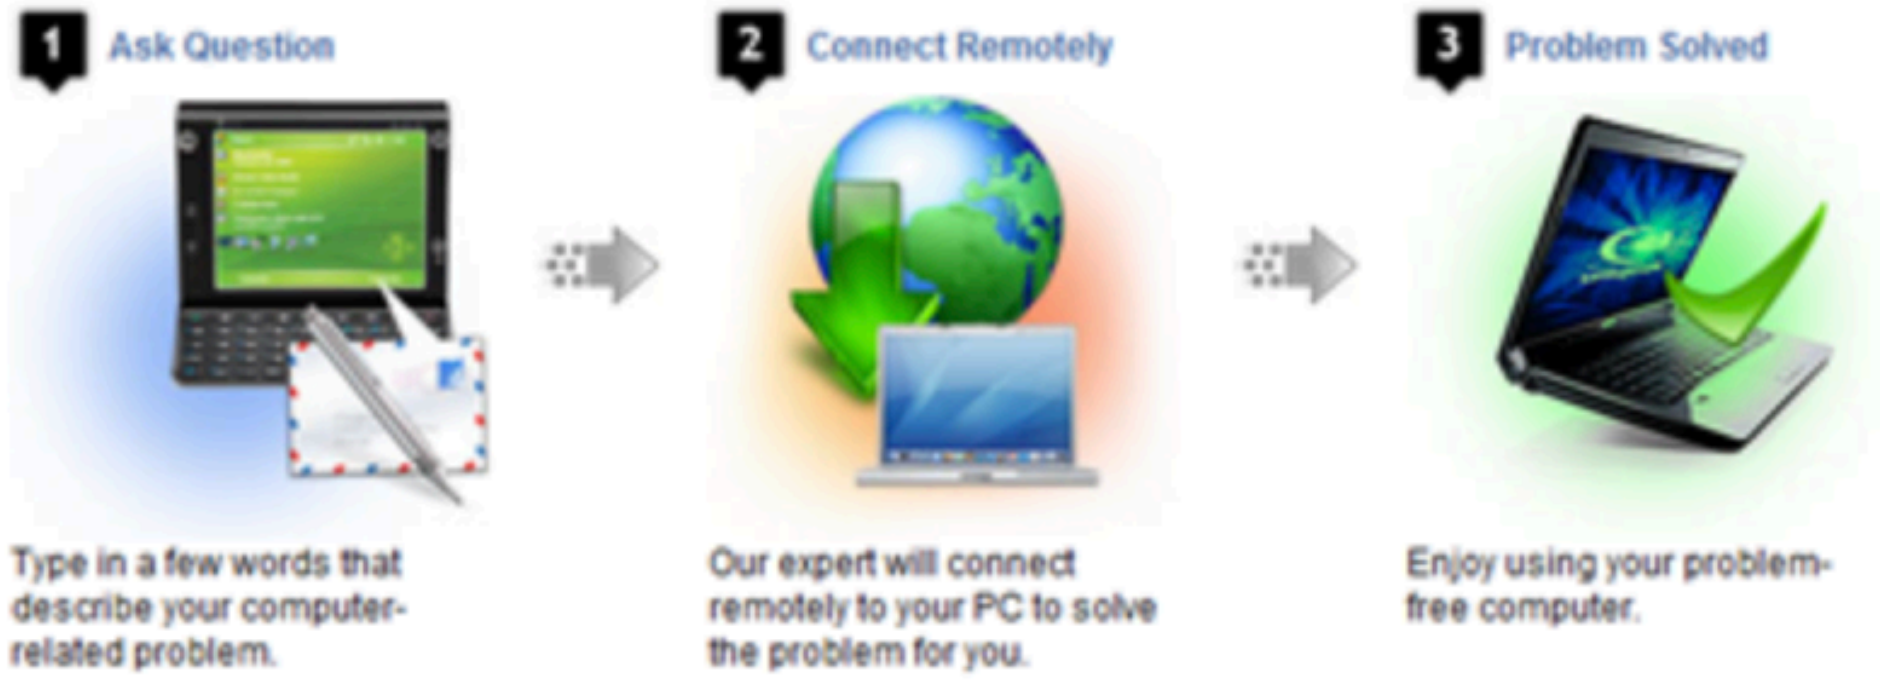 1 Ask Question
Type in a few words that
describe your computer-
related problem.
2 Connect Remotely
Our expert will connect
remotely to your PC to solve
the problem for you.
3 Problem Solved
Enjoy using your problem-
free computer.